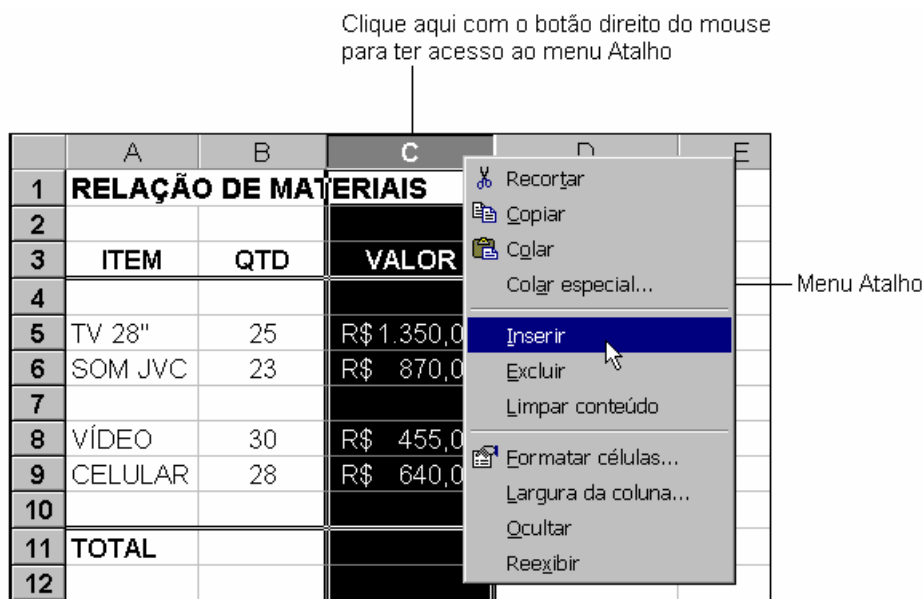 Clique aqui com o botão direito do mouse
para ter acesso ao menu Atalho
A B C D E
1 RELAÇÃO DE MATERIAIS
2
3 ITEM QTD VALOR
4
5 TV 28" 25 R$ 1.350,0
6 SOM JVC 23 R$ 870,0
7
8 VÍDEO 30 R$ 455,0
9 CELULAR 28 R$ 640,0
10
11 TOTAL
12
Recortar
Copiar
Colar
Colar especial...
Inserir
Excluir
Limpar conteúdo
Formatar células...
Largura da coluna...
Ocultar
Reexibir
Menu Atalho